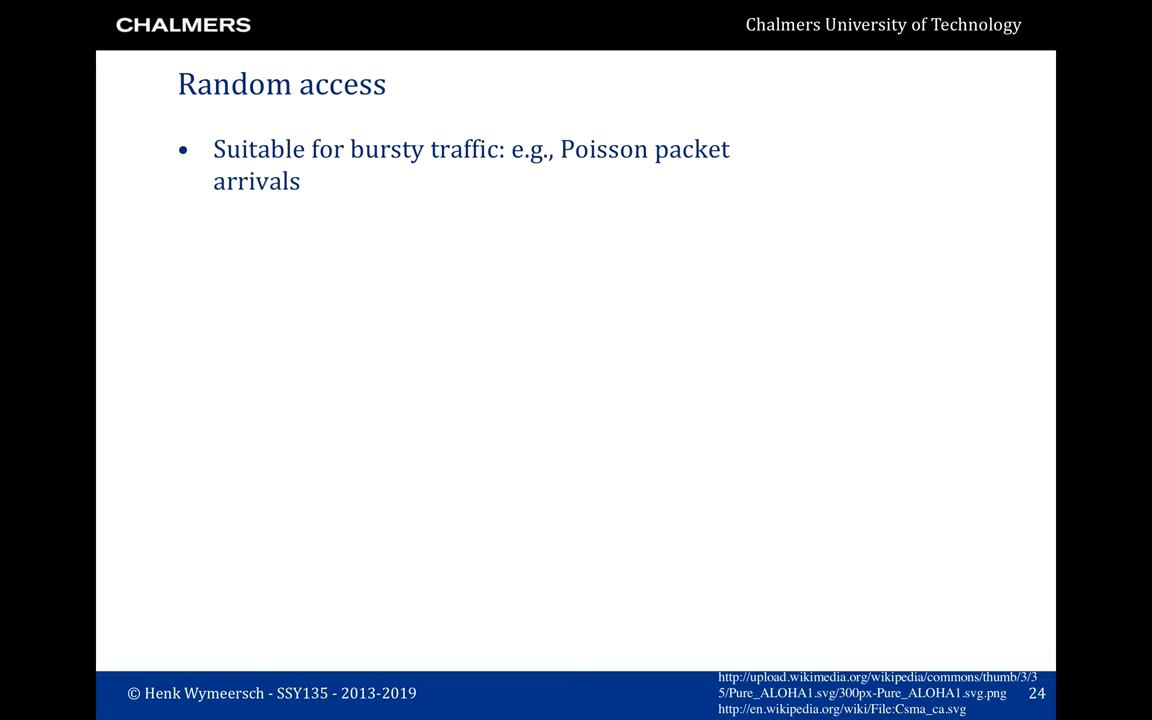 CHALMERS
Chalmers University of Technology
Random access
• Suitable for bursty traffic: e.g., Poisson packet
arrivals
© Henk Wymeersch - SSY135 - 2013-2019
http://upload.wikimedia.org/wikipedia/commons/thumb/3/3
5/Pure_ALOHA1.svg/300px-Pure_ALOHA1.svg.png
http://en.wikipedia.org/wiki/File:Csma_ca.svg
24